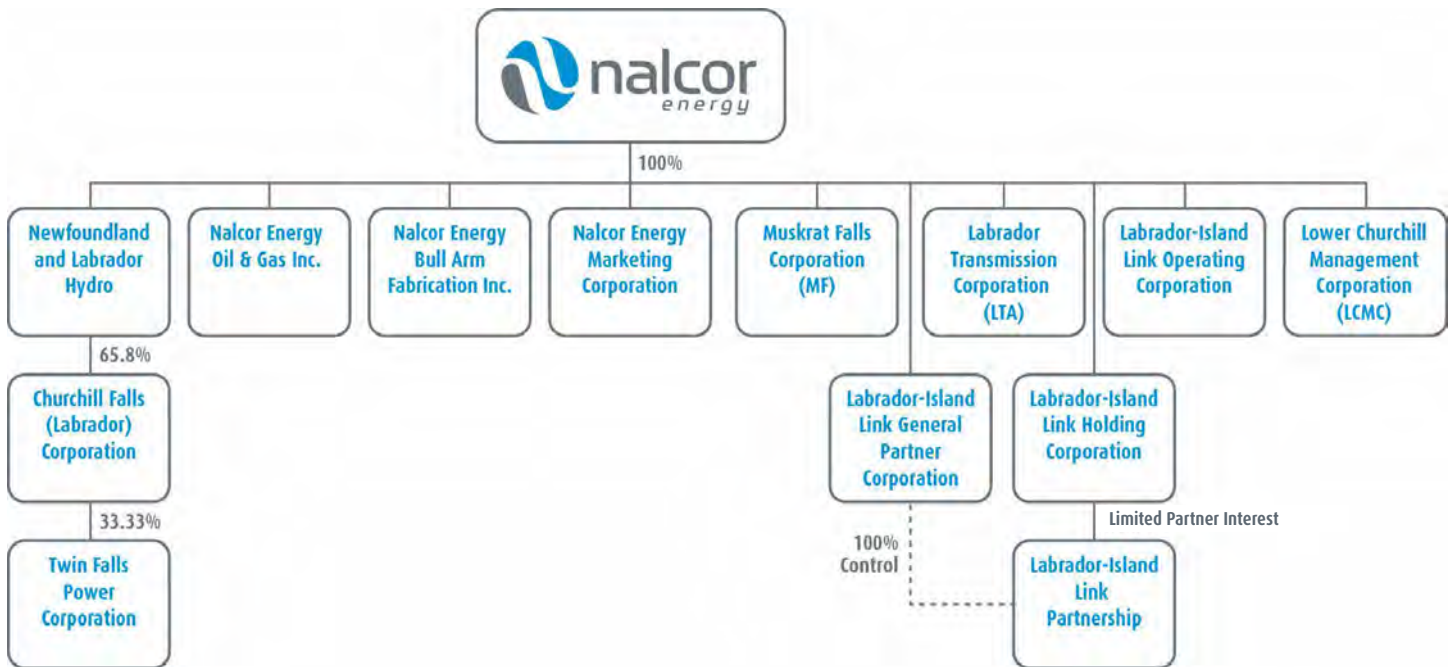 nalcor
energy
100%
Newfoundland
and Labrador
Hydro
Nalcor Energy
Oil & Gas Inc.
Nalcor Energy
Bull Arm
Fabrication Inc.
Nalcor Energy
Marketing
Corporation
Muskrat Falls
Corporation
(MF)
Labrador
Transmission
Corporation
(LTA)
Labrador-Island
Link Operating
Corporation
Lower Churchill
Management
Corporation
(LCMC)
65.8%
Churchill Falls
(Labrador)
Corporation
Labrador-Island
Link General
Partner
Corporation
Labrador-Island
Link Holding
Corporation
33.33%
Limited Partner Interest
100%
Control
Twin Falls
Power
Corporation
Labrador-Island
Link
Partnership